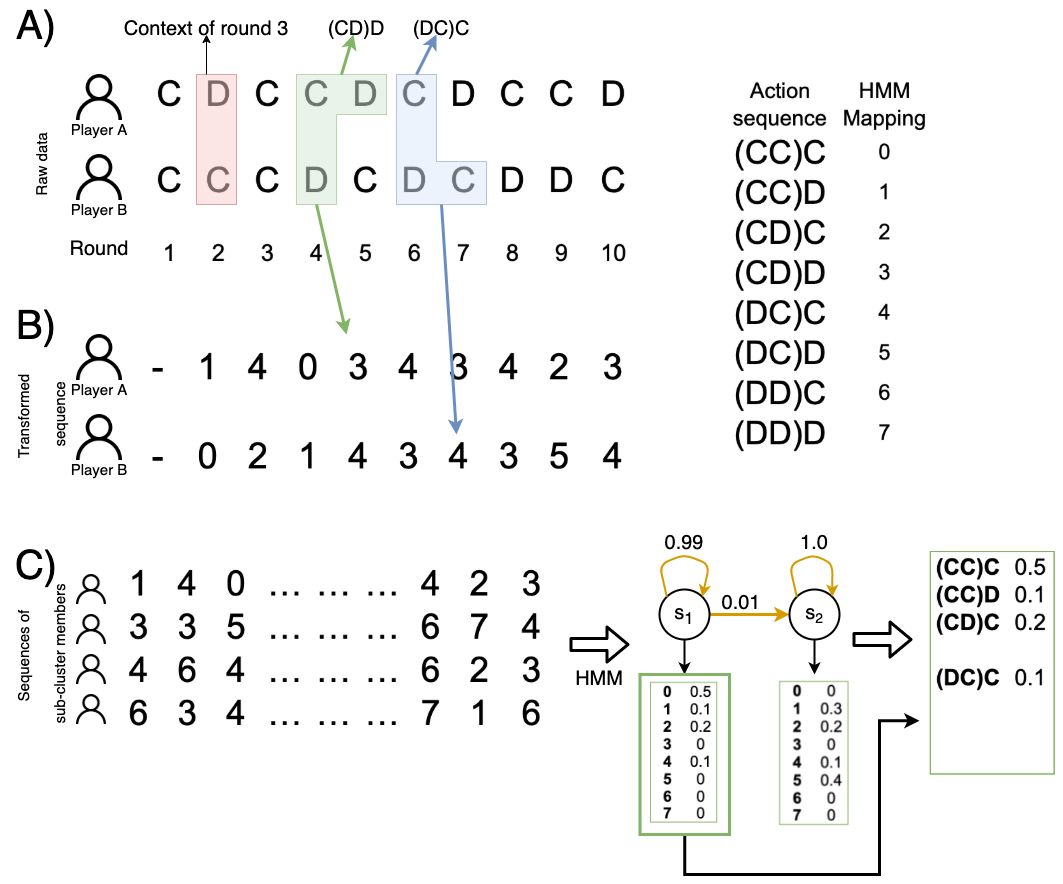 A)
Context of round 3 (CD)D (DC)C
C D C C D C D C C D
Player A
Raw data
C C C D C D C D D C
Player B
Round 1 2 3 4 5 6 7 8 9 10
Action sequence HMM Mapping
(CC)C 0
(CC)D 1
(CD)C 2
(CD)D 3
(DC)C 4
(DC)D 5
(DD)C 6
(DD)D 7
B)
Transformed sequence
- 1 4 0 3 4 3 4 2 3
Player A
- 0 2 1 4 3 4 3 5 4
Player B
C)
Sequences of
sub-cluster members
1 4 0 ... ... ... 4 2 3
3 3 5 ... ... ... 6 7 4
4 6 4 ... ... ... 6 2 3
6 3 4 ... ... ... 7 1 6
HMM
0.99 1.0
s1 0.01 s2
0 0.5
1 0.1
2 0.2
3 0
4 0.1
5 0
6 0
7 0
0 0
1 0.3
2 0.2
3 0
4 0.1
5 0.4
6 0
7 0
(CC)C 0.5
(CC)D 0.1
(CD)C 0.2
(DC)C 0.1